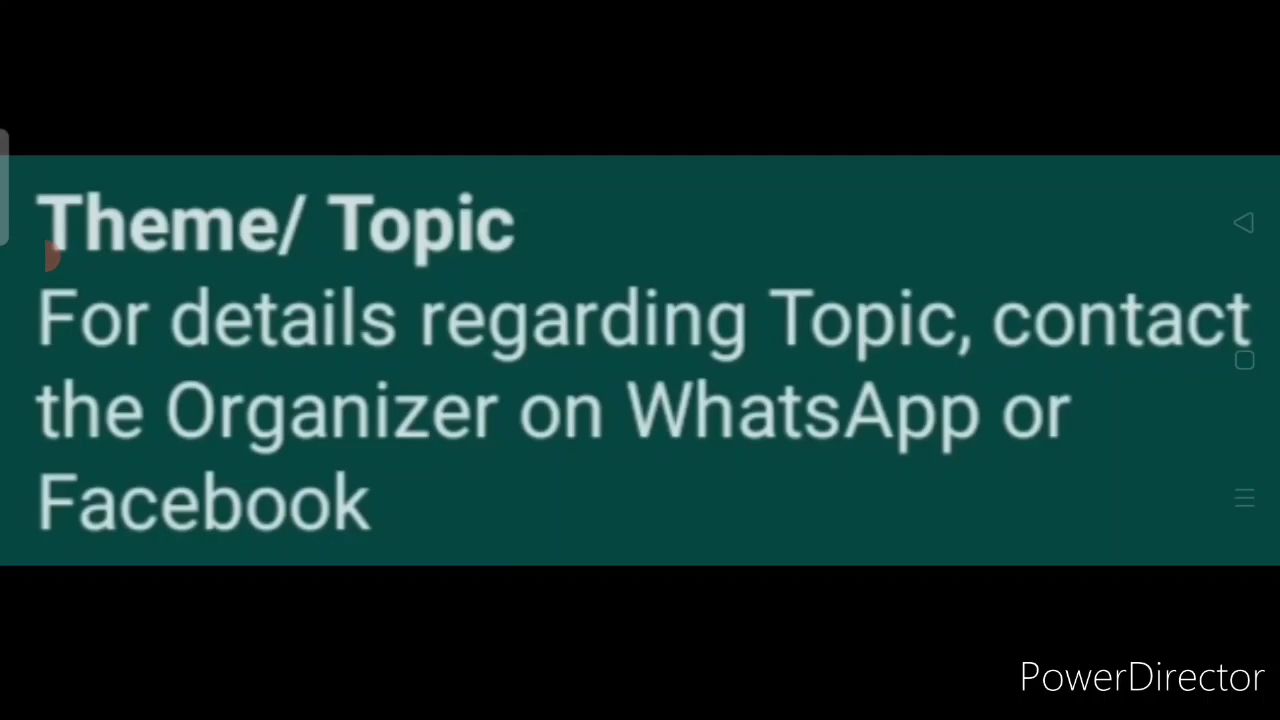 Theme/ Topic
For details regarding Topic, contact
the Organizer on WhatsApp or
Facebook
PowerDirector